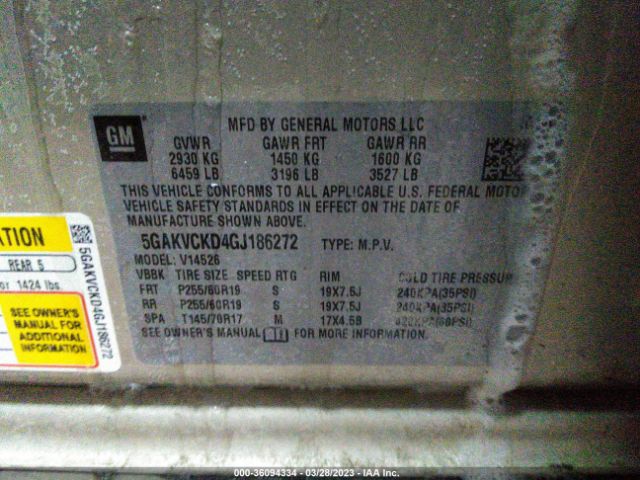 GM
MFD BY GENERAL MOTORS LLC
GVWR GAWR FRT GAWR RR
2930 KG 1450 KG 1600 KG
6459 LB 3196 LB 3527 LB
THIS VEHICLE CONFORMS TO ALL APPLICABLE U.S. FEDERAL MOTOR
VEHICLE SAFETY STANDARDS IN EFFECT ON THE DATE OF
MANUFACTURE SHOWN ABOVE.
5GAKVCKD4GJ186272 TYPE: M.P.V.
MODEL: V14526
VBBK TIRE SIZE SPEED RTG RIM COLD TIRE PRESSURE
FRT P255/60R19 S 19X7.5J 240KPA(35PSI)
RR P255/60R19 S 19X7.5J 240KPA(35PSI)
SPA T145/70R17 M 17X4.5B 420KPA(60PSI)
SEE OWNER'S MANUAL FOR MORE INFORMATION.
ATION
REAR 5
or 1424 lbs.
SEE OWNER'S
MANUAL FOR
ADDITIONAL
INFORMATION
5GAKVCKD4GJ186272
000-36094334 - 03/28/2023 - IAA Inc.